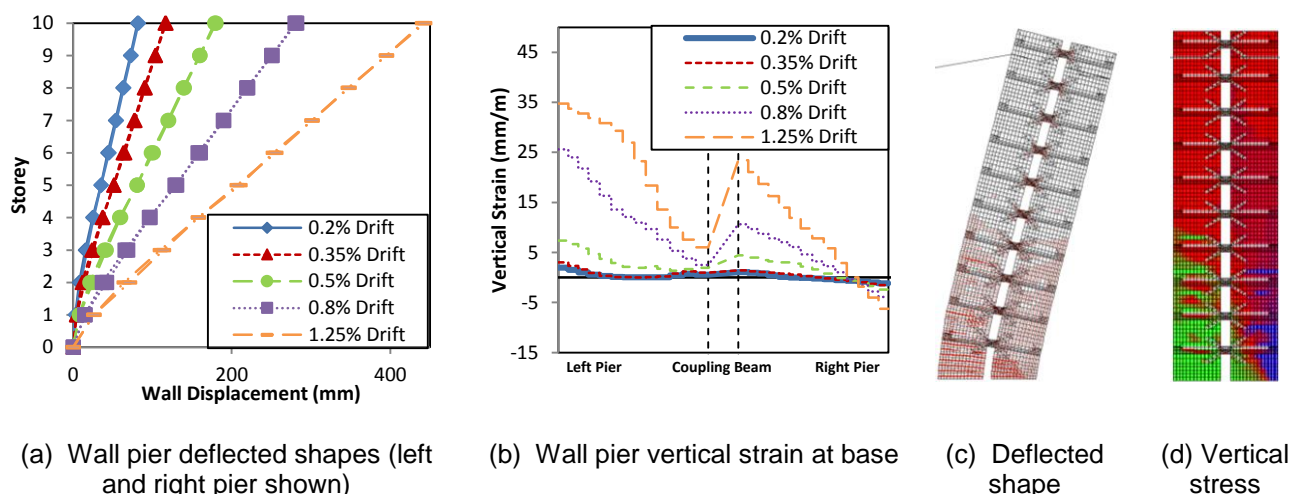 10
9
8
7
6
5
4
3
2
1
0
Storey
0.2% Drift
0.35% Drift
0.5% Drift
0.8% Drift
1.25% Drift
0 200 400
Wall Displacement (mm)
45
35
25
15
5
-5
-15
Vertical Strain (mm/m)
0.2% Drift
0.35% Drift
0.5% Drift
0.8% Drift
1.25% Drift
Left Pier Coupling Beam Right Pier
(a) Wall pier deflected shapes (left
and right pier shown)
(b) Wall pier vertical strain at base
(c) Deflected
shape
(d) Vertical
stress